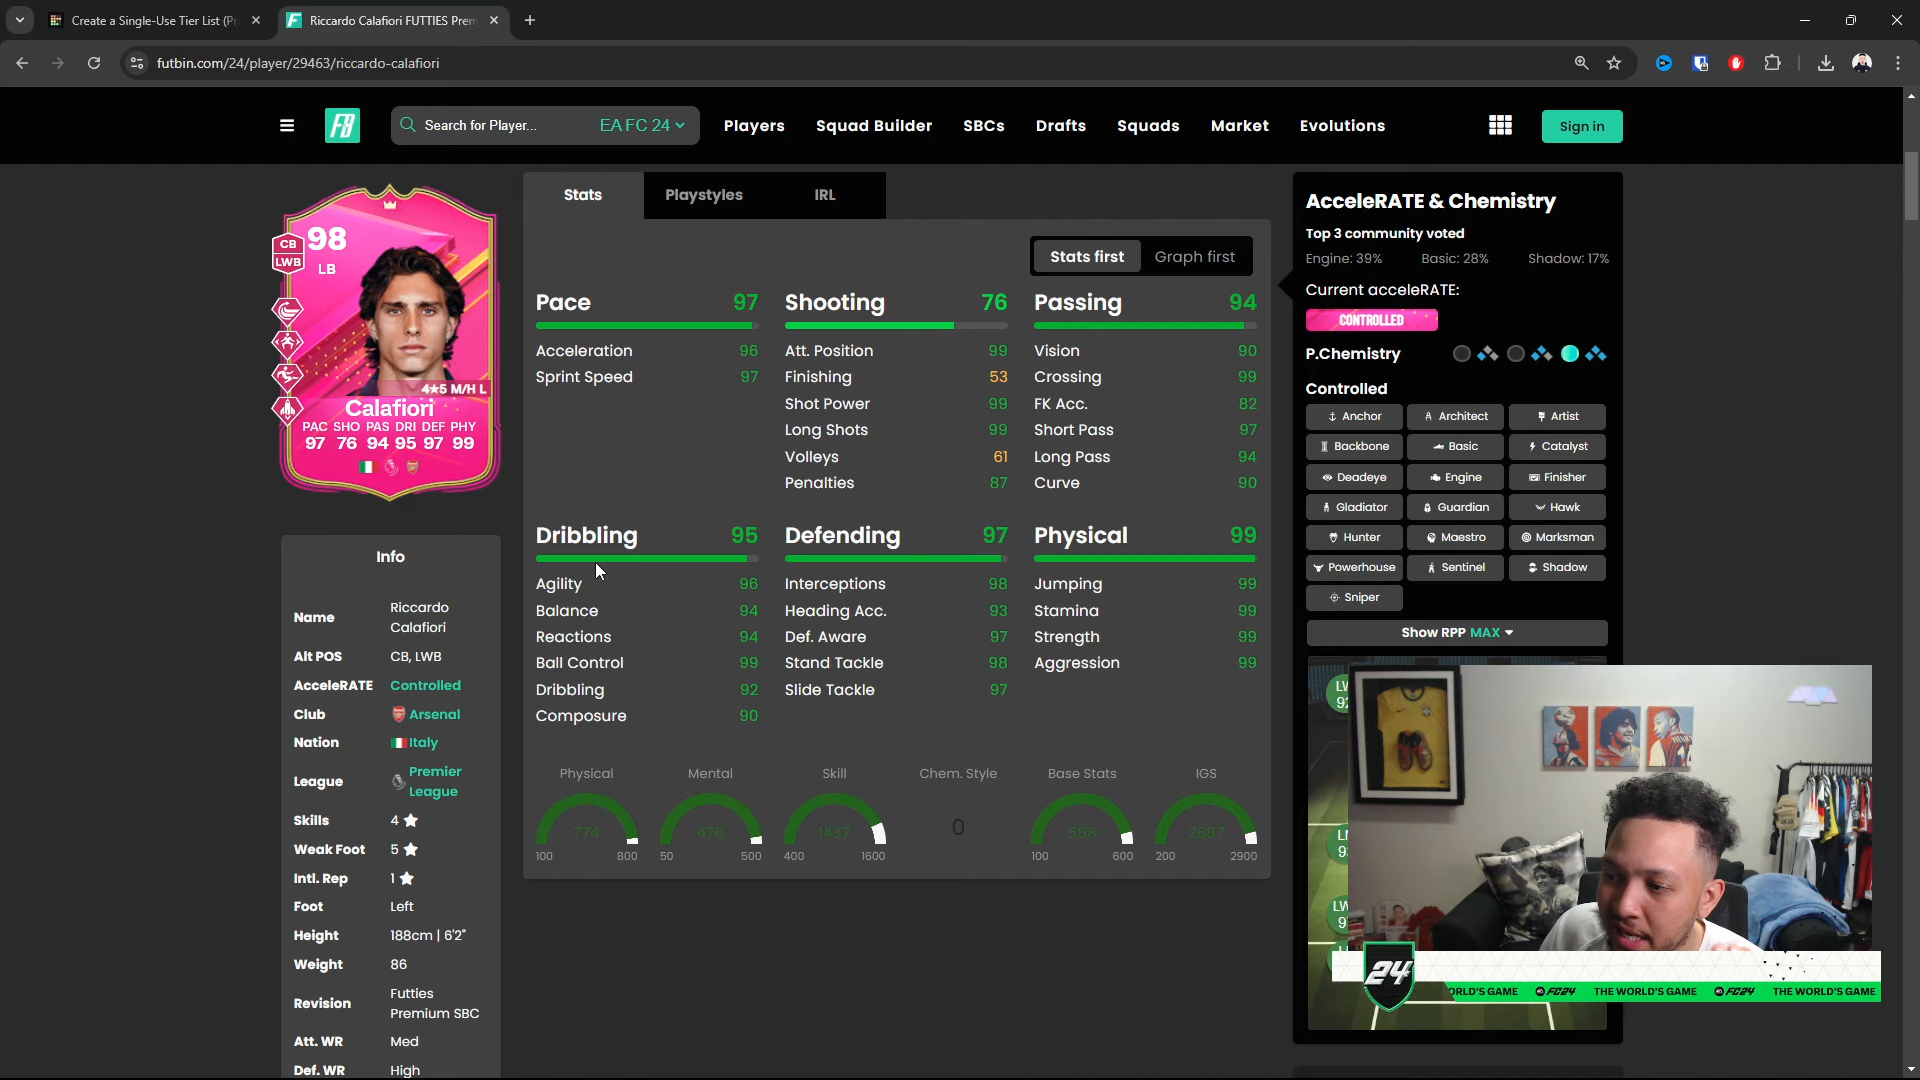 Create a Single-Use Tier List (Pr
Riccardo Calafiori FUTTIES Prem
futbin.com/24/player/29463/riccardo-calafiori
Search for Player...
EA FC 24
Players
Squad Builder
SBCs
Drafts
Squads
Market
Evolutions
Sign in
98
LB
CB
LWB
4★5 M/H L
Calafiori
PAC SHO PAS DRI DEF PHY
97 76 94 95 97 99
Info
Name Riccardo Calafiori
Alt POS CB, LWB
AcceleRATE Controlled
Club Arsenal
Nation Italy
League Premier League
Skills 4
Weak Foot 5
Intl. Rep 1
Foot Left
Height 188cm | 6'2"
Weight 86
Revision Futties Premium SBC
Att. WR Med
Def. WR High
Stats
Playstyles
IRL
Stats first
Graph first
Pace 97
Acceleration 96
Sprint Speed 97
Shooting 76
Att. Position 99
Finishing 53
Shot Power 99
Long Shots 99
Volleys 61
Penalties 87
Passing 94
Vision 90
Crossing 99
FK Acc. 82
Short Pass 97
Long Pass 94
Curve 90
Dribbling 95
Agility 96
Balance 94
Reactions 94
Ball Control 99
Dribbling 92
Composure 90
Defending 97
Interceptions 98
Heading Acc. 93
Def. Aware 97
Stand Tackle 98
Slide Tackle 97
Physical 99
Jumping 99
Stamina 99
Strength 99
Aggression 99
Physical
774
100 800
Mental
476
50 500
Skill
1437
400 1600
Chem. Style
0
Base Stats
558
100 600
IGS
2687
200 2900
AcceleRATE & Chemistry
Top 3 community voted
Engine: 39% Basic: 28% Shadow: 17%
Current acceleRATE:
CONTROLLED
P.Chemistry
Controlled
Anchor Architect Artist
Backbone Basic Catalyst
Deadeye Engine Finisher
Gladiator Guardian Hawk
Hunter Maestro Marksman
Powerhouse Sentinel Shadow
Sniper
Show RPP MAX
HENRY
24
ORLD'S GAME FC24 THE WORLD'S GAME FC24 THE WORLD'S GAME